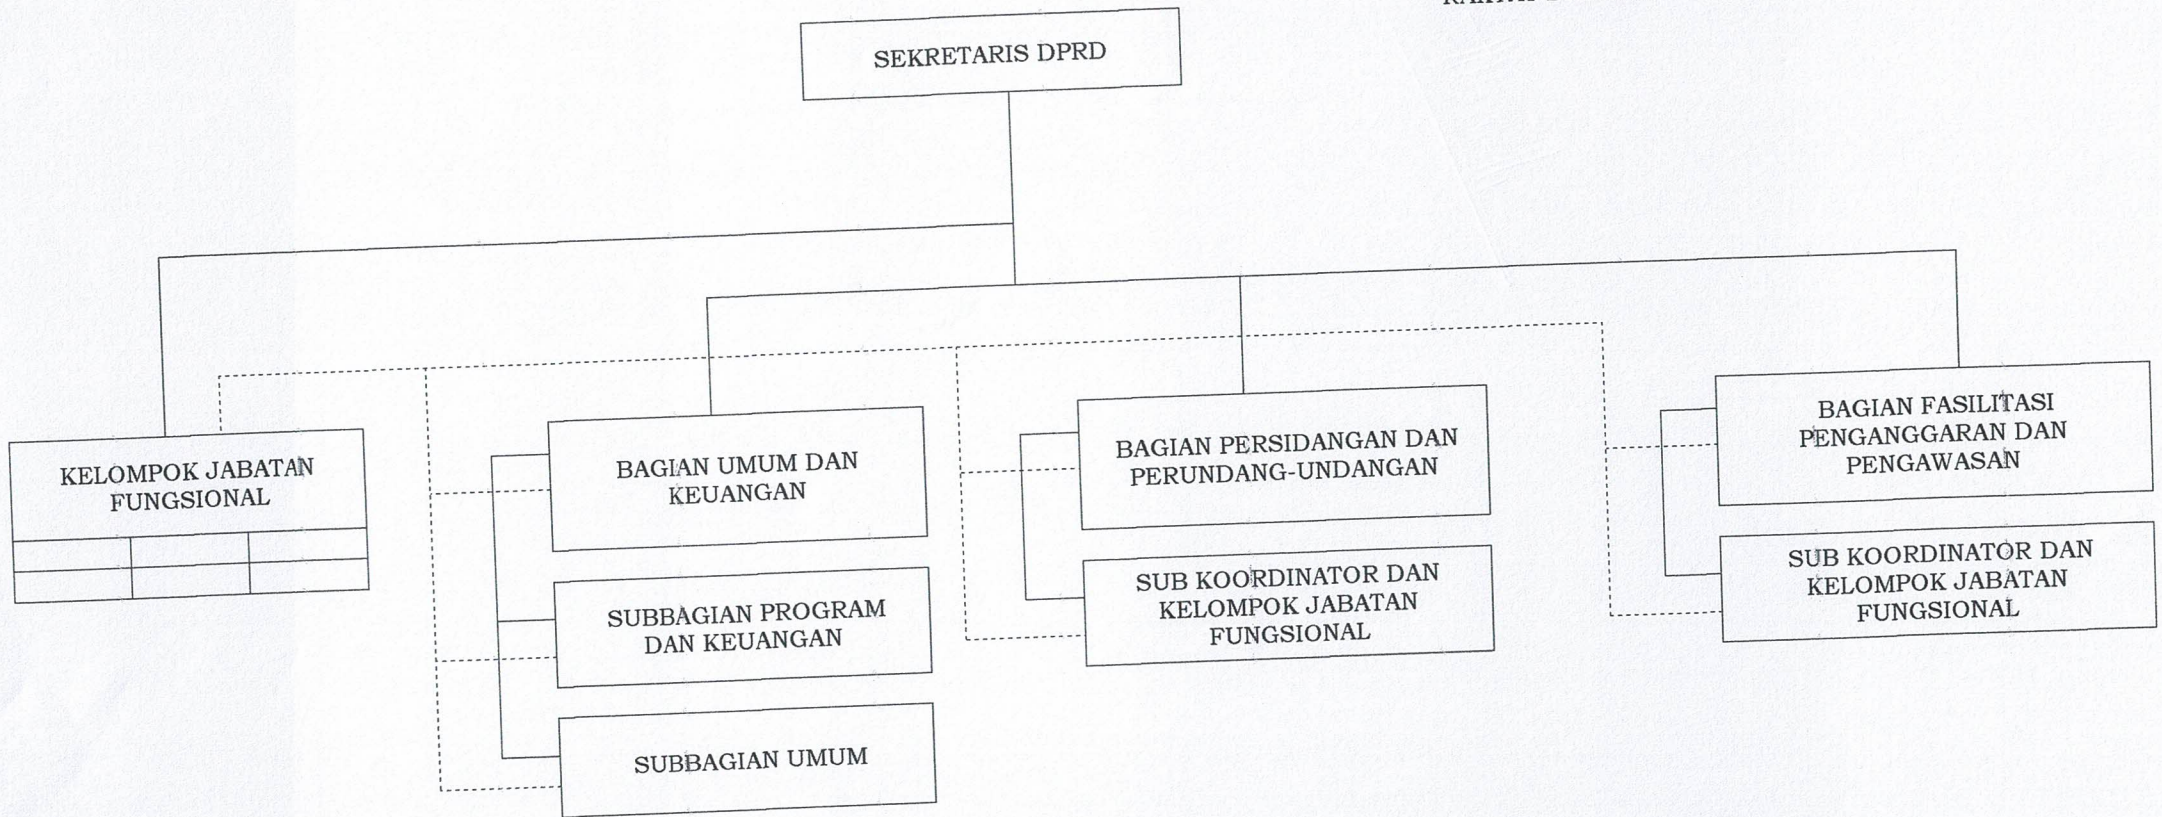 SEKRETARIS DPRD
KELOMPOK JABATAN
FUNGSIONAL
BAGIAN UMUM DAN
KEUANGAN
SUBBAGIAN PROGRAM
DAN KEUANGAN
SUBBAGIAN UMUM
BAGIAN PERSIDANGAN DAN
PERUNDANG-UNDANGAN
SUB KOORDINATOR DAN
KELOMPOK JABATAN
FUNGSIONAL
BAGIAN FASILITASI
PENGANGGARAN DAN
PENGAWASAN
SUB KOORDINATOR DAN
KELOMPOK JABATAN
FUNGSIONAL